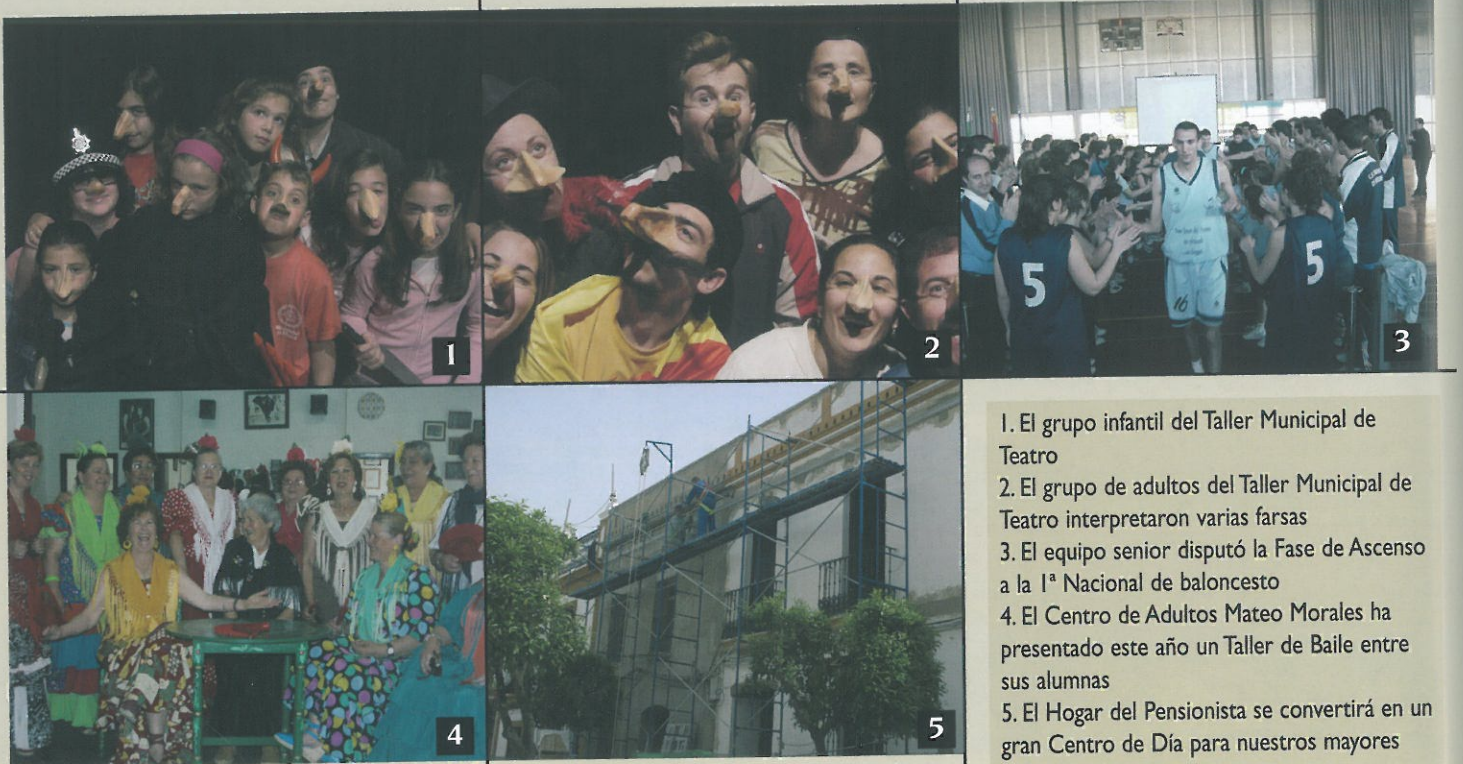 1
2
5
5
16
3
4
5
1. El grupo infantil del Taller Municipal de
Teatro
2. El grupo de adultos del Taller Municipal de
Teatro interpretaron varias farsas
3. El equipo senior disputó la Fase de Ascenso
a la 1ª Nacional de baloncesto
4. El Centro de Adultos Mateo Morales ha
presentado este año un Taller de Baile entre
sus alumnas
5. El Hogar del Pensionista se convertirá en un
gran Centro de Día para nuestros mayores